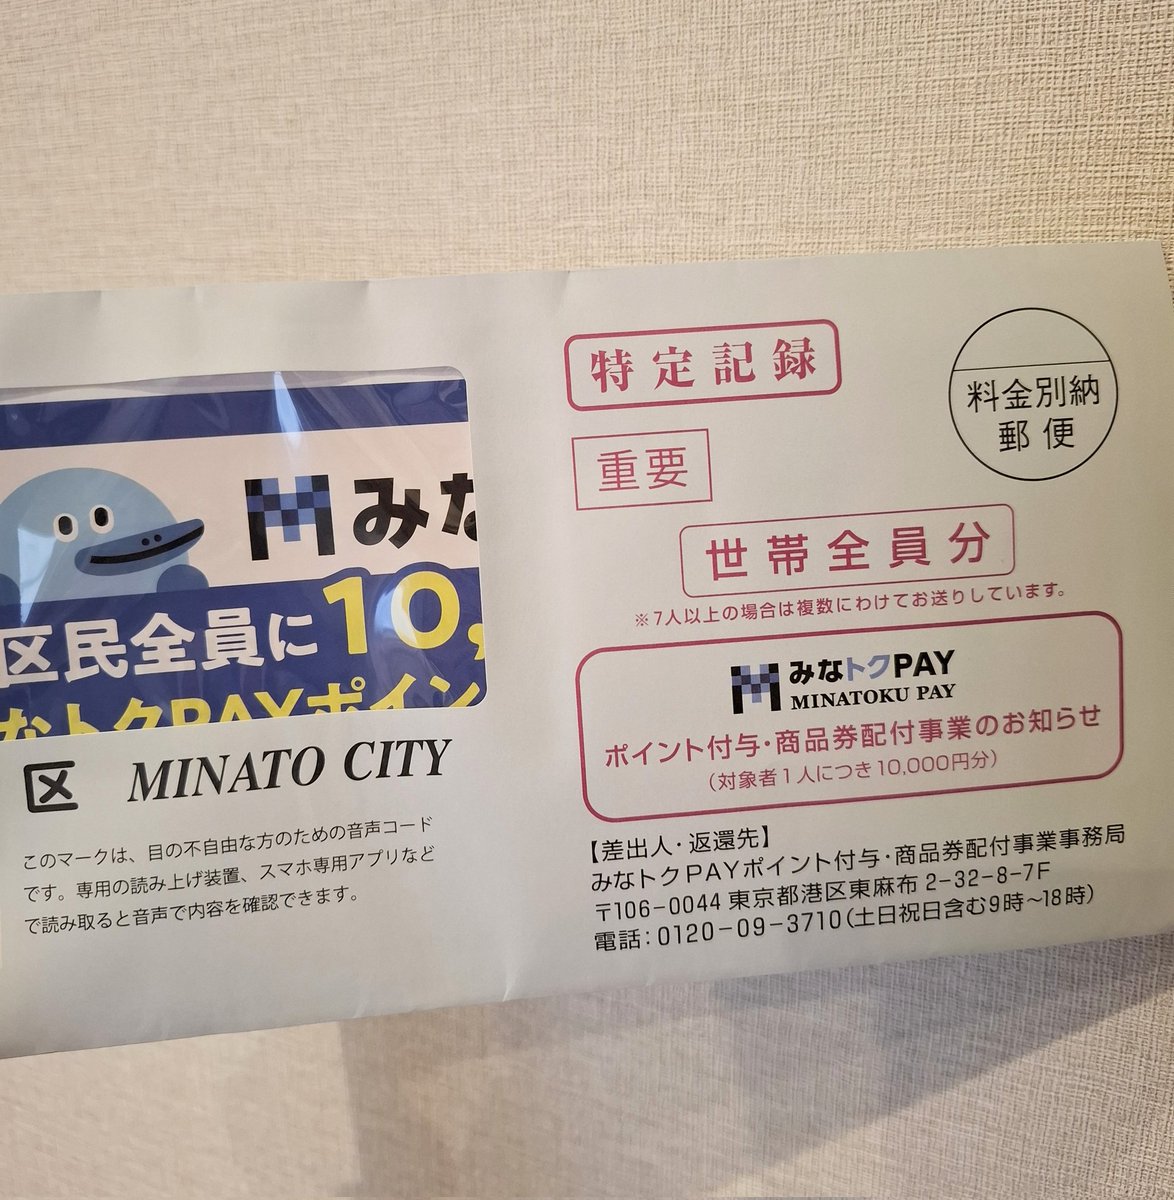 特定記録
料金別納
郵便
重要
世帯全員分
※7人以上の場合は複数にわけてお送りしています。
みな
区民全員に10,
なトクPAYポイン
みなトクPAY
MINATOKU PAY
ポイント付与・商品券配付事業のお知らせ
（対象者1人につき10,000円分）
MINATO CITY
このマークは、目の不自由な方のための音声コード
です。専用の読み上げ装置、スマホ専用アプリなど
で読み取ると音声で内容を確認できます。
【差出人・返還先】
みなトクPAYポイント付与・商品券配付事業事務局
〒106-0044 東京都港区東麻布 2-32-8-7F
電話：0120-09-3710（土日祝日含む9時～18時）